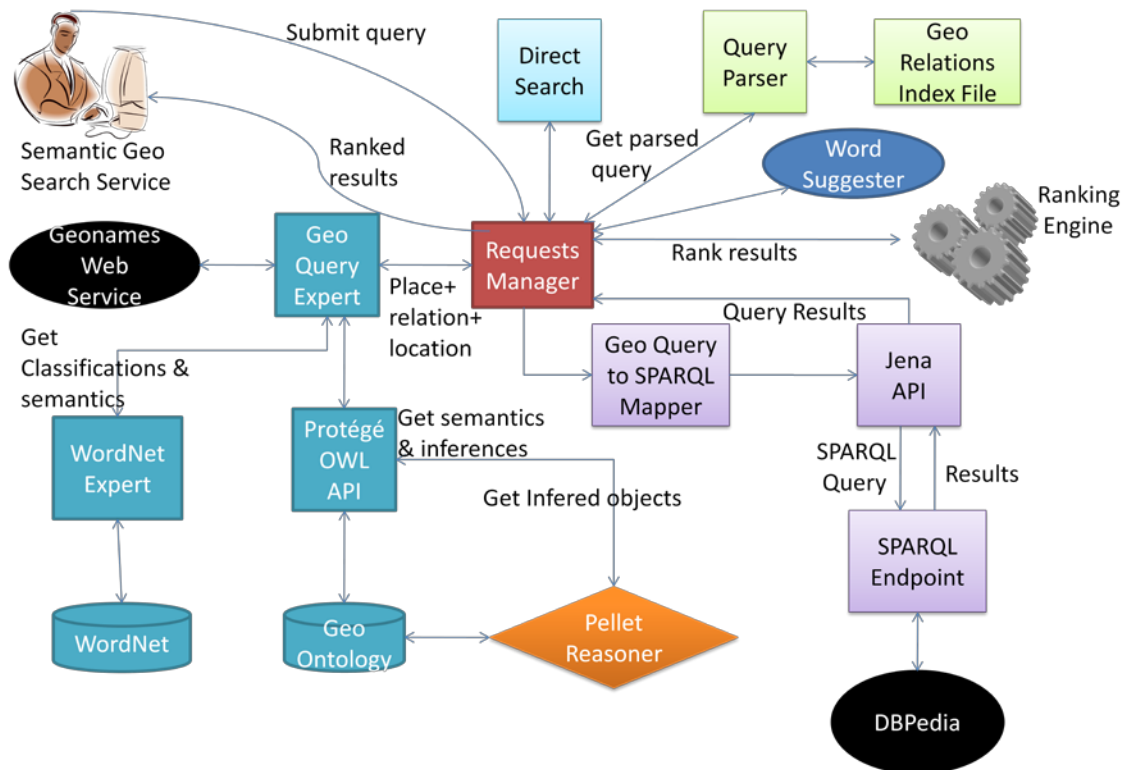 Submit query
Direct
Search
Query
Parser
Geo
Relations
Index File
Semantic Geo
Search Service
Ranked
results
Get parsed
query
Word
Suggester
Ranking
Engine
Geonames
Web
Service
Geo
Query
Expert
Requests
Manager
Rank results
Place+
relation+
location
Query Results
Get
Classifications &
semantics
Geo Query
to SPARQL
Mapper
Jena
API
WordNet
Expert
Protégé
OWL
API
Get semantics
& inferences
Get Infered objects
SPARQL
Query
Results
SPARQL
Endpoint
WordNet
Geo
Ontology
Pellet
Reasoner
DBPedia